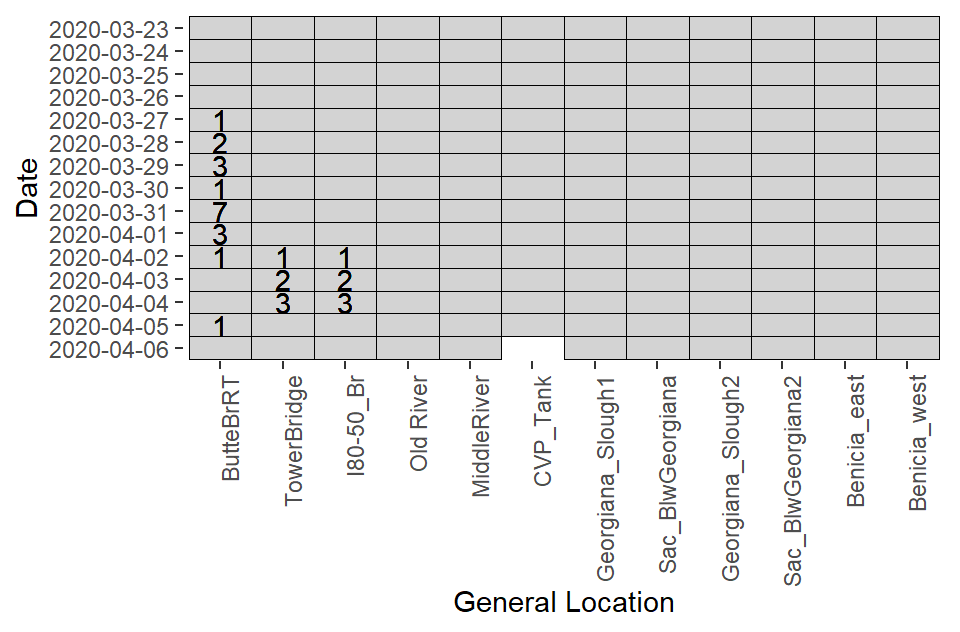 2020-03-23
2020-03-24
2020-03-25
2020-03-26
2020-03-27 1
2020-03-28 2
2020-03-29 3
2020-03-30 1
2020-03-31 7
2020-04-01 3
2020-04-02 1 1 1
2020-04-03 2 2
2020-04-04 3 3
2020-04-05 1
2020-04-06
Date
ButteBrRT
TowerBridge
I80-50_Br
Old River
MiddleRiver
CVP_Tank
Georgiana_Slough1
Sac_BlwGeorgiana
Georgiana_Slough2
Sac_BlwGeorgiana2
Benicia_east
Benicia_west
General Location